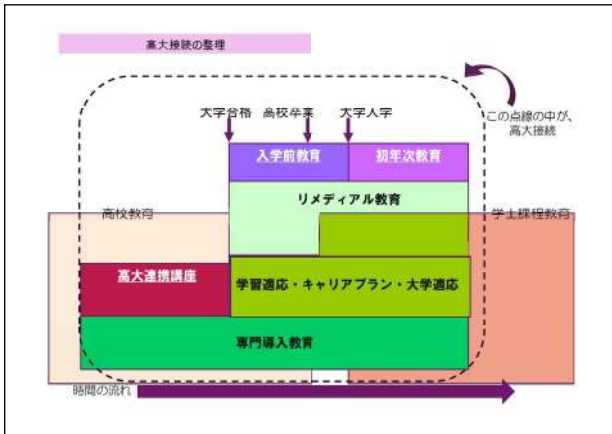 高大接続の整理
大学合格
高校卒業
大学入学
この点線の中が、
高大接続
入学前教育
初年次教育
リメディアル教育
高校教育
学士課程教育
高大連携講座
学習適応・キャリアプラン・大学適応
専門導入教育
時間の流れ